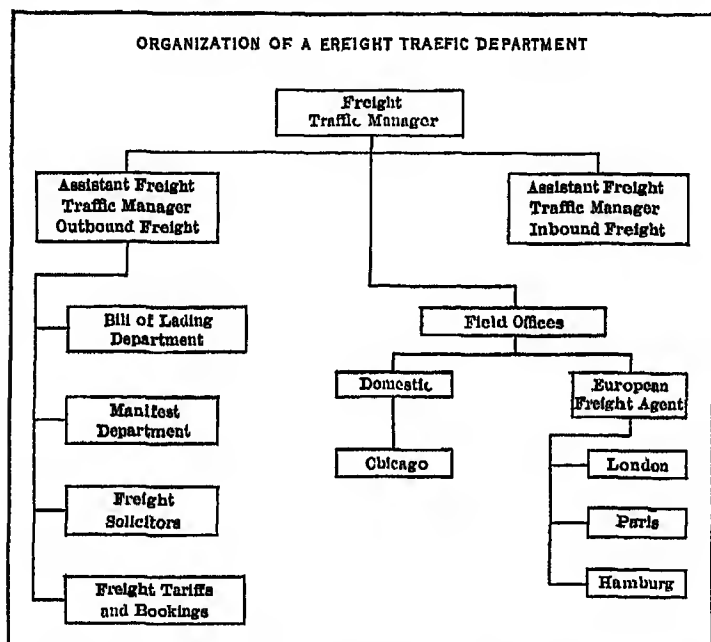 ORGANIZATION OF A EREIGHT TRAEFIC DEPARTMENT
Freight
Traffic Manager
Assistant Freight
Traffic Manager
Outbound Freight
Assistant Freight
Traffic Manager
Inbound Freight
Bill of Lading
Department
Field Offices
Domestic
European
Freight Agent
Manifest
Department
Chicago
London
Freight
Solicitors
Paris
Freight Tariffs
and Bookings
Hamburg